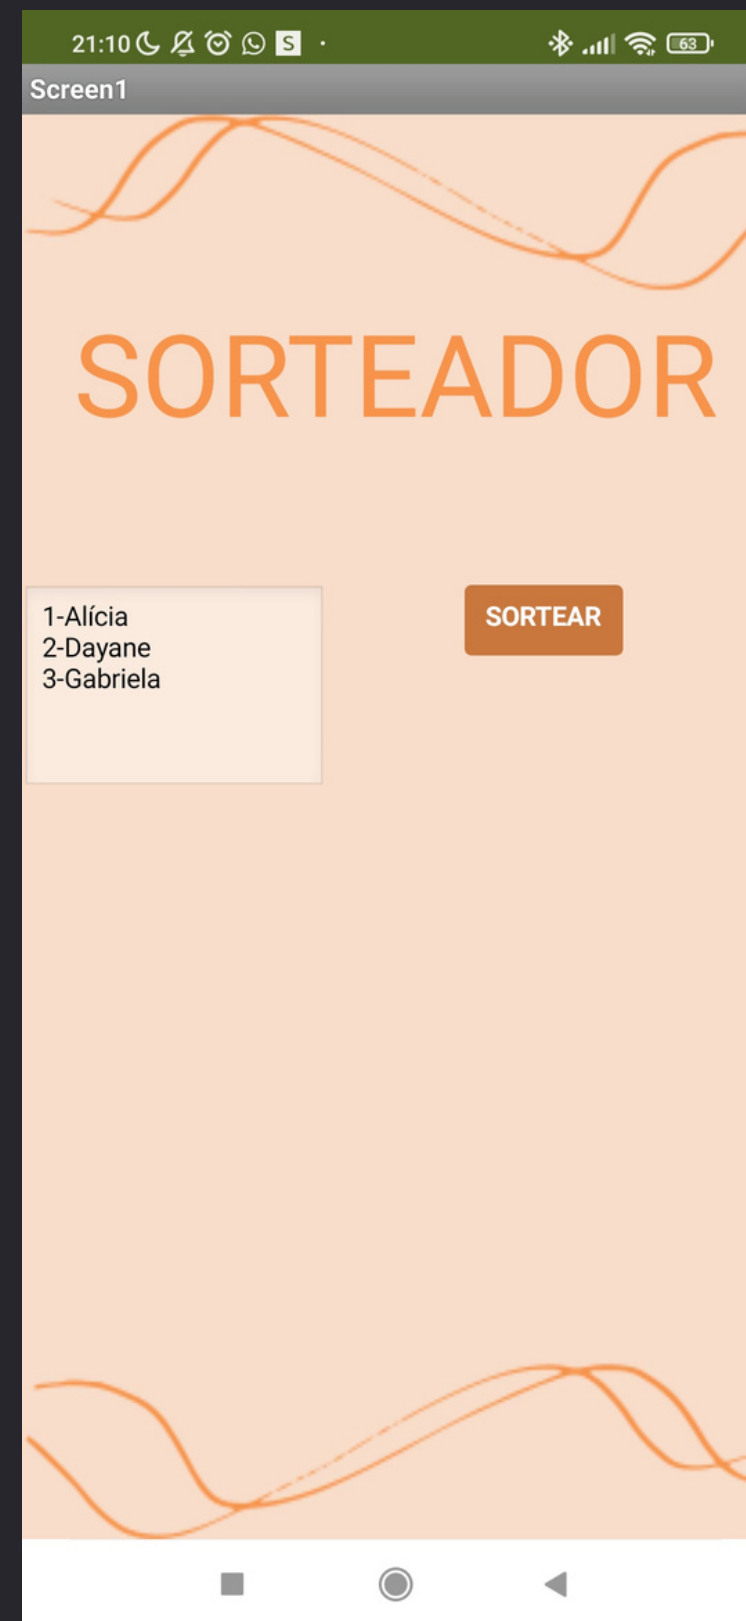 21:10 S
63
Screen1
SORTEADOR
1-Alícia
2-Dayane
3-Gabriela
SORTEAR